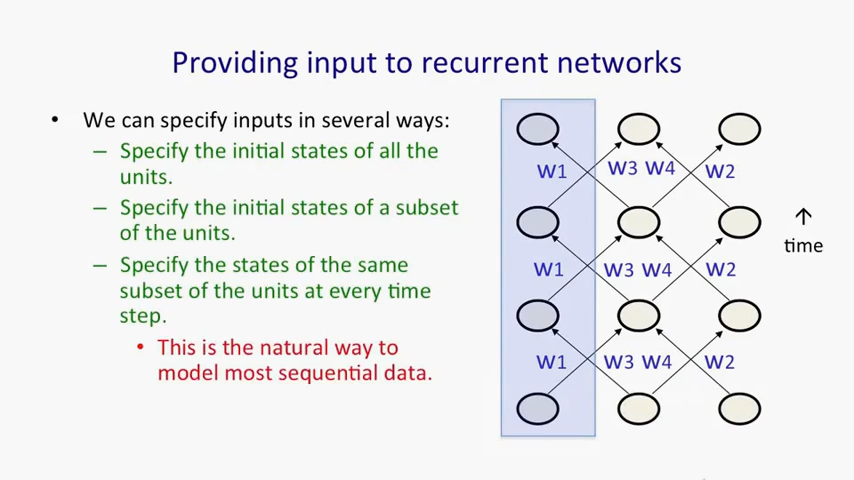 Providing input to recurrent networks
• We can specify inputs in several ways:
– Specify the initial states of all the
units.
– Specify the initial states of a subset
of the units.
– Specify the states of the same
subset of the units at every time
step.
• This is the natural way to
model most sequential data.
w1 w3 w4 w2
↑
time
w1 w3 w4 w2
w1 w3 w4 w2